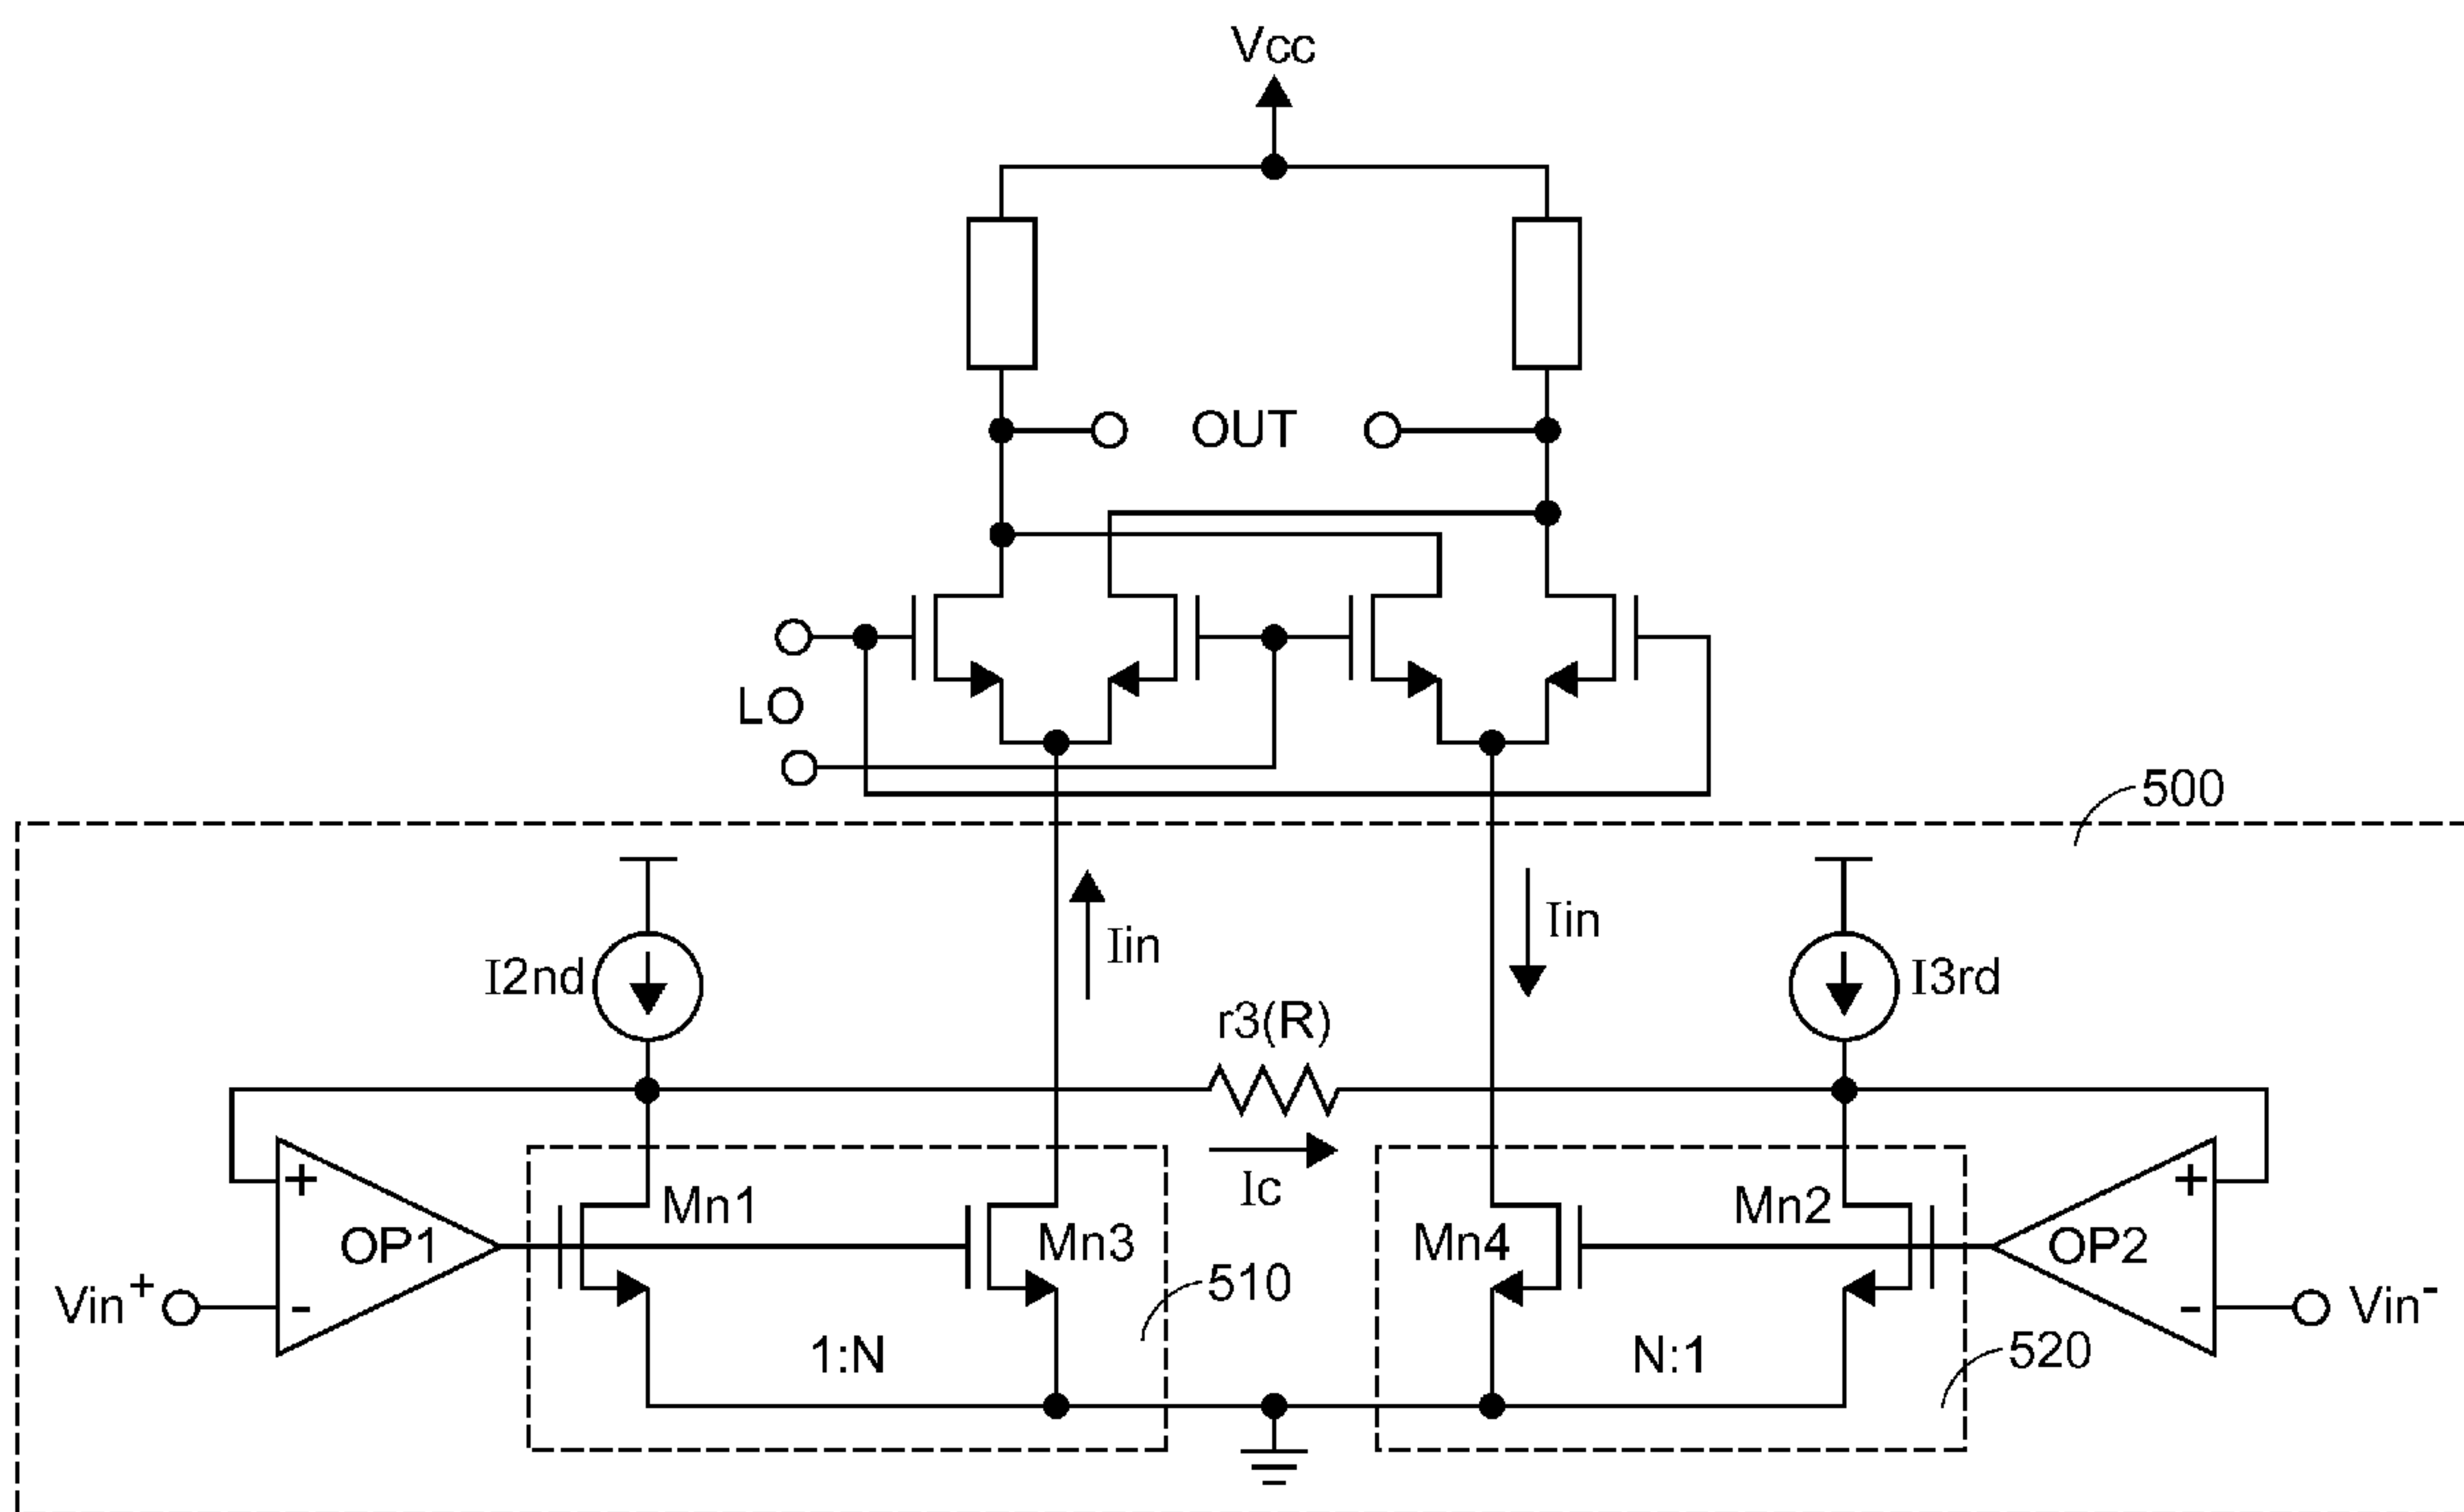 Vcc
OUT
LO
500
I2nd
Iin
Iin
I3rd
r3(R)
Ic
+
OP1
-
Vin+
Mn1
Mn3
510
1:N
Mn4
Mn2
N:1
520
+
OP2
-
Vin-